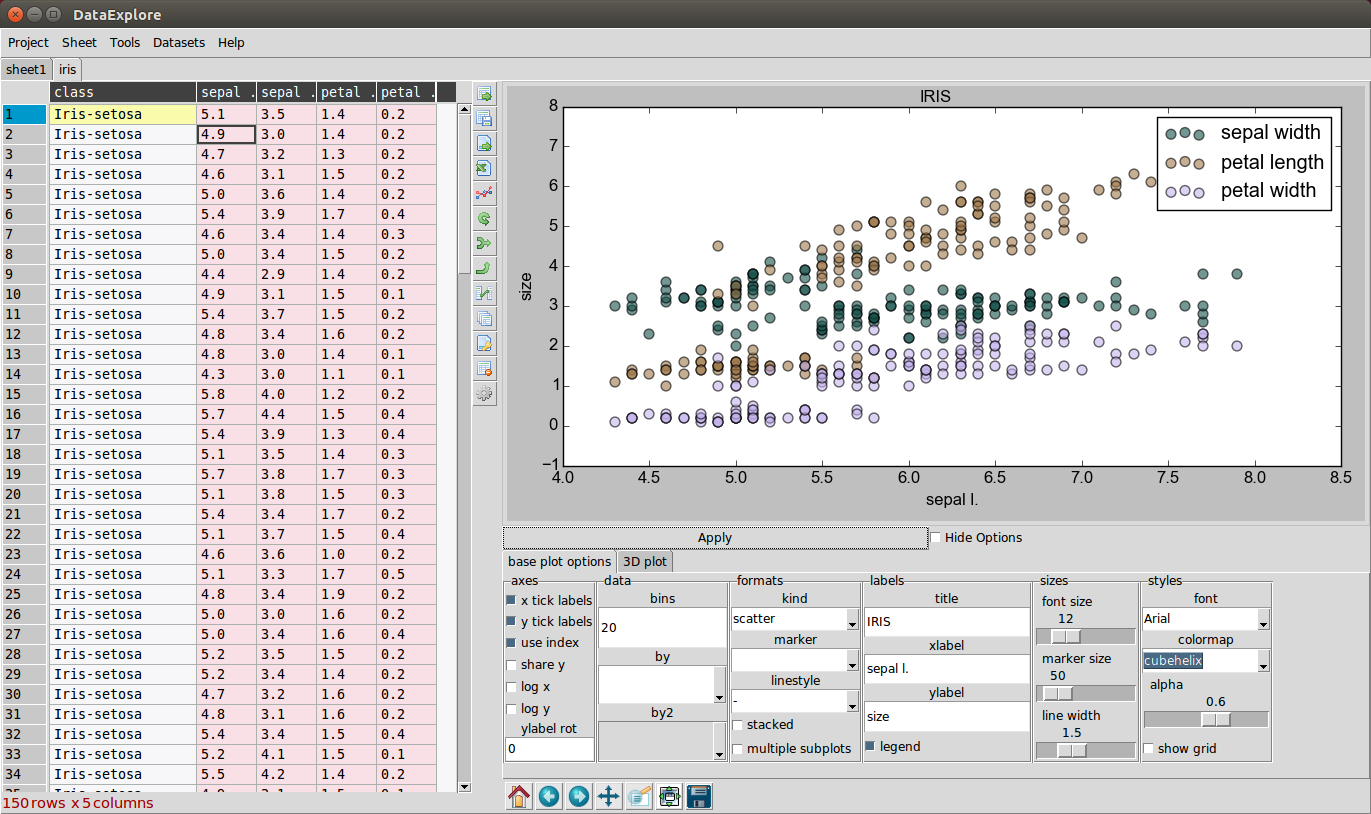 DataExplore
Project Sheet Tools Datasets Help
sheet1 iris
class sepal . sepal . petal . petal .
1 Iris-setosa 5.1 3.5 1.4 0.2
2 Iris-setosa 4.9 3.0 1.4 0.2
3 Iris-setosa 4.7 3.2 1.3 0.2
4 Iris-setosa 4.6 3.1 1.5 0.2
5 Iris-setosa 5.0 3.6 1.4 0.2
6 Iris-setosa 5.4 3.9 1.7 0.4
7 Iris-setosa 4.6 3.4 1.4 0.3
8 Iris-setosa 5.0 3.4 1.5 0.2
9 Iris-setosa 4.4 2.9 1.4 0.2
10 Iris-setosa 4.9 3.1 1.5 0.1
11 Iris-setosa 5.4 3.7 1.5 0.2
12 Iris-setosa 4.8 3.4 1.6 0.2
13 Iris-setosa 4.8 3.0 1.4 0.1
14 Iris-setosa 4.3 3.0 1.1 0.1
15 Iris-setosa 5.8 4.0 1.2 0.2
16 Iris-setosa 5.7 4.4 1.5 0.4
17 Iris-setosa 5.4 3.9 1.3 0.4
18 Iris-setosa 5.1 3.5 1.4 0.3
19 Iris-setosa 5.7 3.8 1.7 0.3
20 Iris-setosa 5.1 3.8 1.5 0.3
21 Iris-setosa 5.4 3.4 1.7 0.2
22 Iris-setosa 5.1 3.7 1.5 0.4
23 Iris-setosa 4.6 3.6 1.0 0.2
24 Iris-setosa 5.1 3.3 1.7 0.5
25 Iris-setosa 4.8 3.4 1.9 0.2
26 Iris-setosa 5.0 3.0 1.6 0.2
27 Iris-setosa 5.0 3.4 1.6 0.4
28 Iris-setosa 5.2 3.5 1.5 0.2
29 Iris-setosa 5.2 3.4 1.4 0.2
30 Iris-setosa 4.7 3.2 1.6 0.2
31 Iris-setosa 4.8 3.1 1.6 0.2
32 Iris-setosa 5.4 3.4 1.5 0.4
33 Iris-setosa 5.2 4.1 1.5 0.1
34 Iris-setosa 5.5 4.2 1.4 0.2
150 rows x 5 columns
IRIS
8
7
6
5
4
3
2
1
0
−1
size
4.0 4.5 5.0 5.5 6.0 6.5 7.0 7.5 8.0 8.5
sepal l.
sepal width
petal length
petal width
Apply
Hide Options
base plot options 3D plot
axes
x tick labels
y tick labels
use index
share y
log x
log y
ylabel rot
0
data
bins
20
by
by2
formats
kind
scatter
marker
linestyle
-
stacked
multiple subplots
labels
title
IRIS
xlabel
sepal l.
ylabel
size
legend
sizes
font size
12
marker size
50
line width
1.5
styles
font
Arial
colormap
cubehelix
alpha
0.6
show grid